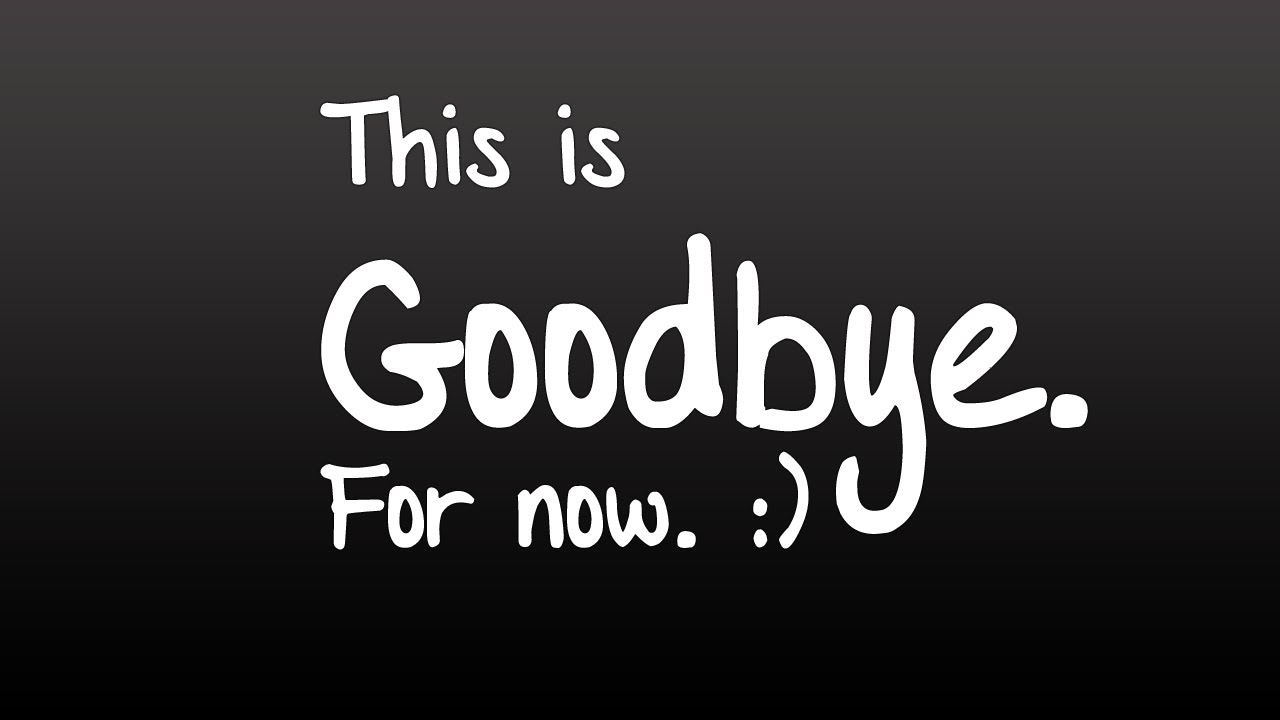 This is
Goodbye.
For now. :)